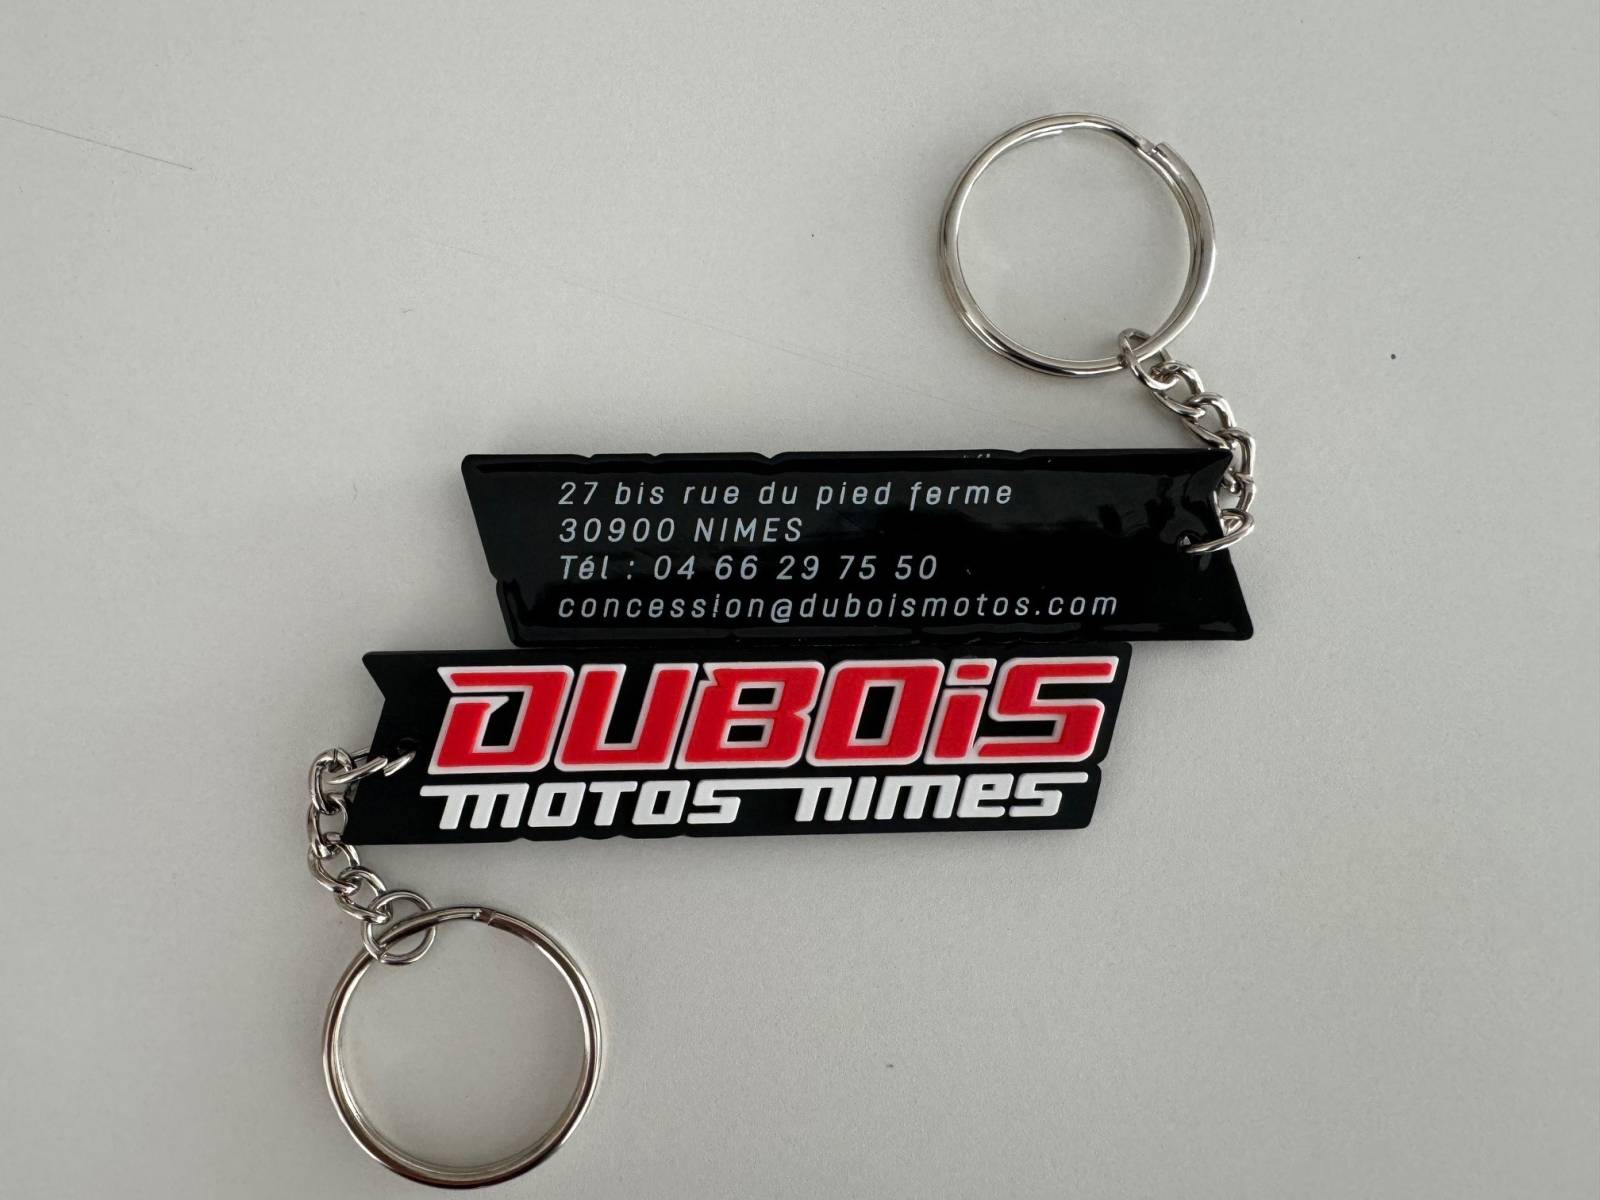 27 bis rue du pied ferme
30900 NIMES
Tél : 04 66 29 75 50
concession@duboismotos.com
DUBOiS
MOTOS NIMES